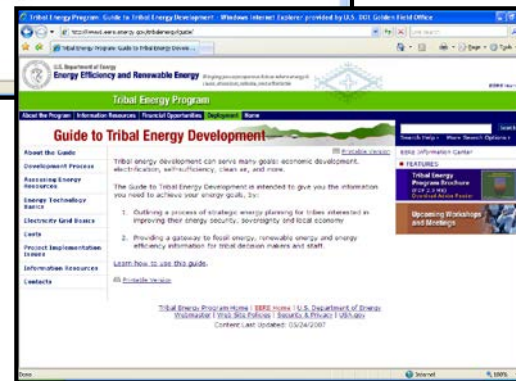 Tribal Energy Program: Guide to Tribal Energy Development - Windows Internet Explorer provided by U.S. DOE Golden Field Office
U.S. Department of Energy
Energy Efficiency and Renewable Energy
Tribal Energy Program
About the Program | Information Resources | Financial Opportunities | Deployment | Home
Guide to Tribal Energy Development
Search Help More Search Options
Printable Version
EERE Information Center
About the Guide
Development Process
Assessing Energy Resources
Energy Technology Basics
Electricity Grid Basics
Costs
Project Implementation Issues
Information Resources
Contacts
Tribal energy development can serve many goals: economic development,
electrification, self-sufficiency, clean air, and more.
The Guide to Tribal Energy Development is intended to give you the information
you need to achieve your energy goals, by:
1. Outlining a process of strategic energy planning for tribes interested in
improving their energy security, sovereignty and local economy
2. Providing a gateway to fossil energy, renewable energy and energy
efficiency information for tribal decision makers and staff.
Learn how to use this guide.
Printable Version
FEATURES
Tribal Energy
Program Brochure
Upcoming Workshops
and Meetings
Tribal Energy Program Home | EERE Home | U.S. Department of Energy
Webmaster | Web Site Policies | Security & Privacy | USA.gov
Content Last Updated: 03/24/2007
Done
Internet
100%